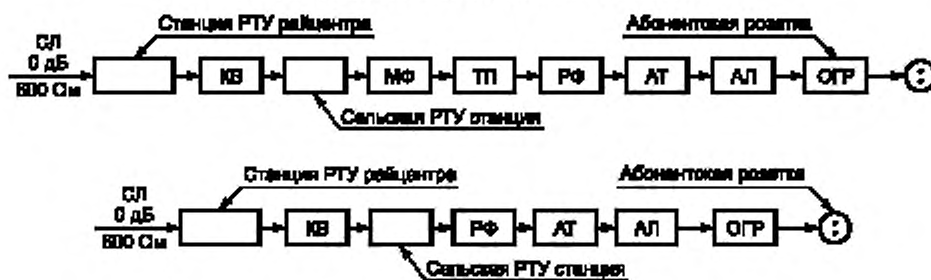 Станция РТУ райцентра Абонентская розетка
СЛ
0 дБ
600 Ом
КВ МФ ТП РФ АТ АЛ ОГР
Сельская РТУ станция
Станция РТУ райцентра Абонентская розетка
СЛ
0 дБ
600 Ом
КВ РФ АТ АЛ ОГР
Сельская РТУ станция